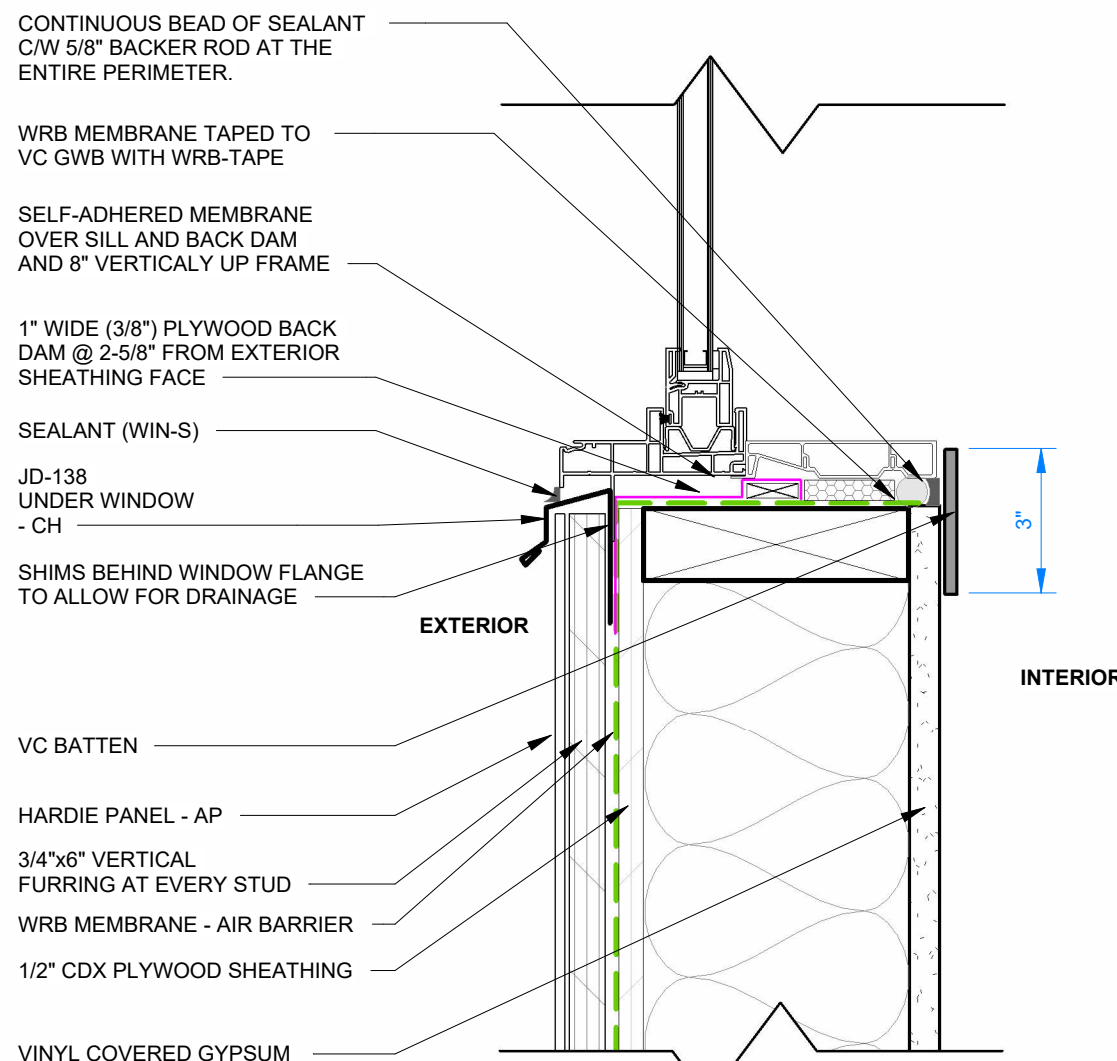 CONTINUOUS BEAD OF SEALANT
C/W 5/8" BACKER ROD AT THE
ENTIRE PERIMETER.
WRB MEMBRANE TAPED TO
VC GWB WITH WRB-TAPE
SELF-ADHERED MEMBRANE
OVER SILL AND BACK DAM
AND 8" VERTICALY UP FRAME
1" WIDE (3/8") PLYWOOD BACK
DAM @ 2-5/8" FROM EXTERIOR
SHEATHING FACE
SEALANT (WIN-S)
JD-138
UNDER WINDOW
- CH
SHIMS BEHIND WINDOW FLANGE
TO ALLOW FOR DRAINAGE
EXTERIOR
3"
INTERIOR
VC BATTEN
HARDIE PANEL - AP
3/4"x6" VERTICAL
FURRING AT EVERY STUD
WRB MEMBRANE - AIR BARRIER
1/2" CDX PLYWOOD SHEATHING
VINYL COVERED GYPSUM